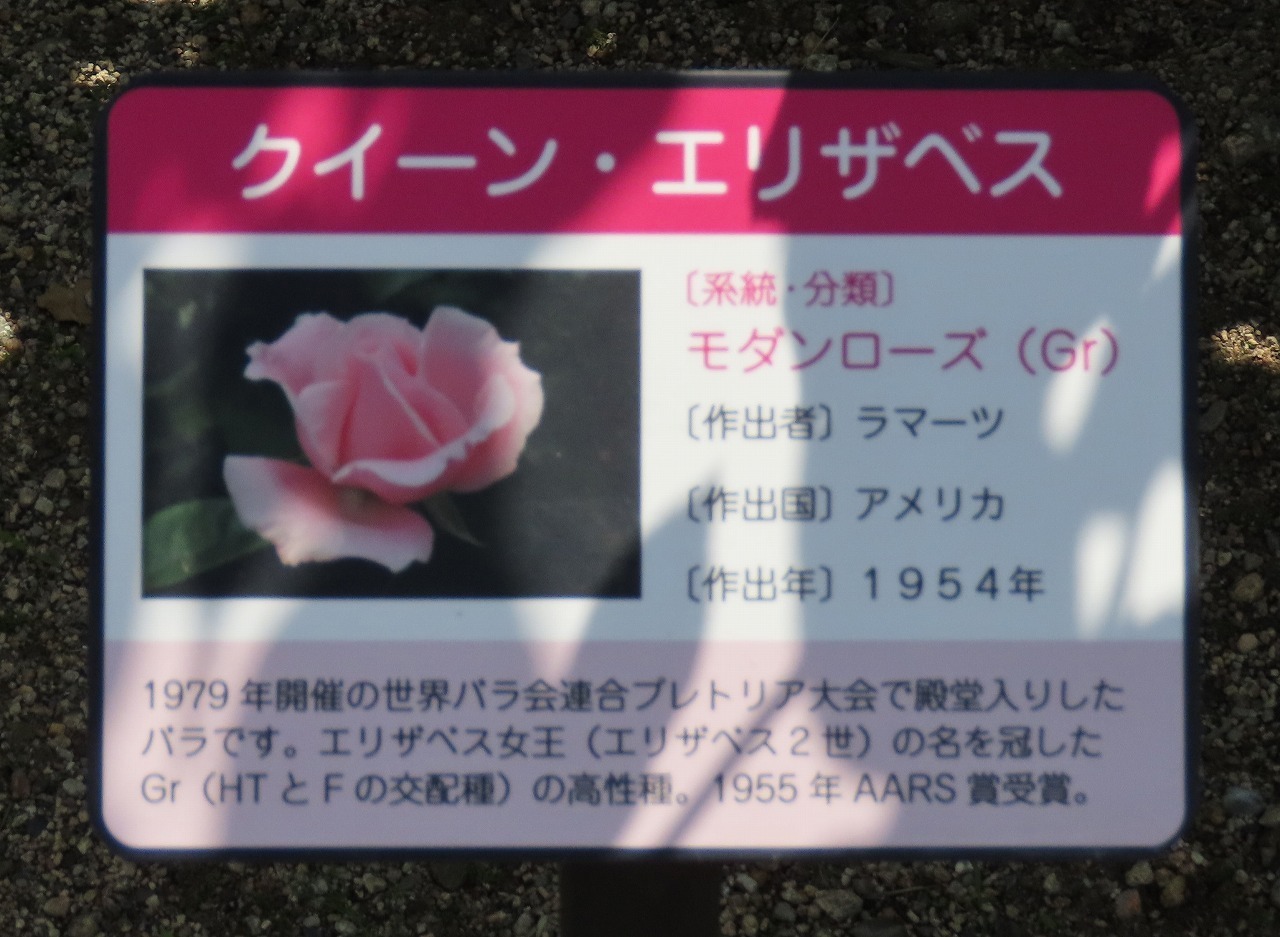 クイーン・エリザベス
〔系統・分類〕
モダンローズ（Gr）
〔作出者〕ラマーツ
〔作出国〕アメリカ
〔作出年〕１９５４年
1979 年開催の世界バラ会連合プレトリア大会で殿堂入りした
バラです。エリザベス女王（エリザベス 2 世）の名を冠した
Gr（HT と F の交配種）の高性種。1955 年 AARS 賞受賞。